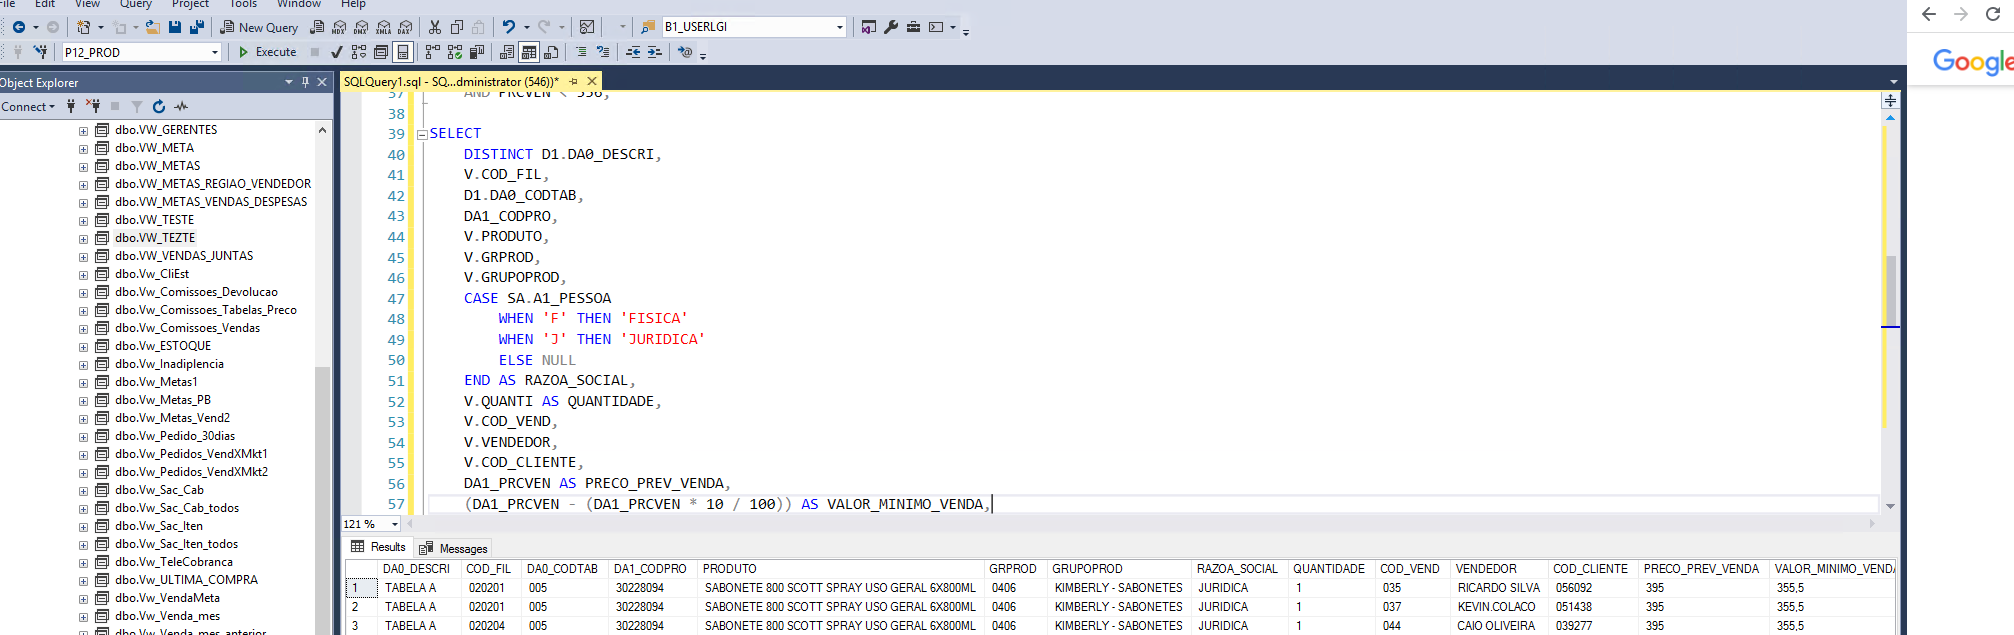 File Edit View Query Project Tools Window Help
New Query MDX DMX XMLA DAX B1_USERLGI
P12_PROD Execute
Object Explorer
Connect
dbo.VW_GERENTES
dbo.VW_META
dbo.VW_METAS
dbo.VW_METAS_REGIAO_VENDEDOR
dbo.VW_METAS_VENDAS_DESPESAS
dbo.VW_TESTE
dbo.VW_TEZTE
dbo.VW_VENDAS_JUNTAS
dbo.Vw_CliEst
dbo.Vw_Comissoes_Devolucao
dbo.Vw_Comissoes_Tabelas_Preco
dbo.Vw_Comissoes_Vendas
dbo.Vw_ESTOQUE
dbo.Vw_Inadiplencia
dbo.Vw_Metas1
dbo.Vw_Metas_PB
dbo.Vw_Metas_Vend2
dbo.Vw_Pedido_30dias
dbo.Vw_Pedidos_VendXMkt1
dbo.Vw_Pedidos_VendXMkt2
dbo.Vw_Sac_Cab
dbo.Vw_Sac_Cab_todos
dbo.Vw_Sac_Iten
dbo.Vw_Sac_Iten_todos
dbo.Vw_TeleCobranca
dbo.Vw_ULTIMA_COMPRA
dbo.Vw_VendaMeta
dbo.Vw_Venda_mes
dbo.Vw_Venda_mes_anterior
SQLQuery1.sql - SQ...dministrator (546))*
37 AND PRCVEN < 556,
38
39 SELECT
40 DISTINCT D1.DA0_DESCRI,
41 V.COD_FIL,
42 D1.DA0_CODTAB,
43 DA1_CODPRO,
44 V.PRODUTO,
45 V.GRPROD,
46 V.GRUPOPROD,
47 CASE SA.A1_PESSOA
48 WHEN 'F' THEN 'FISICA'
49 WHEN 'J' THEN 'JURIDICA'
50 ELSE NULL
51 END AS RAZOA_SOCIAL,
52 V.QUANTI AS QUANTIDADE,
53 V.COD_VEND,
54 V.VENDEDOR,
55 V.COD_CLIENTE,
56 DA1_PRCVEN AS PRECO_PREV_VENDA,
57 (DA1_PRCVEN - (DA1_PRCVEN * 10 / 100)) AS VALOR_MINIMO_VENDA,
121 %
Results Messages
DA0_DESCRI COD_FIL DA0_CODTAB DA1_CODPRO PRODUTO GRPROD GRUPOPROD RAZOA_SOCIAL QUANTIDADE COD_VEND VENDEDOR COD_CLIENTE PRECO_PREV_VENDA VALOR_MINIMO_VENDA
1 TABELA A 020201 005 30228094 SABONETE 800 SCOTT SPRAY USO GERAL 6X800ML 0406 KIMBERLY - SABONETES JURIDICA 1 035 RICARDO SILVA 056092 395 355,5
2 TABELA A 020201 005 30228094 SABONETE 800 SCOTT SPRAY USO GERAL 6X800ML 0406 KIMBERLY - SABONETES JURIDICA 1 037 KEVIN.COLACO 051438 395 355,5
3 TABELA A 020204 005 30228094 SABONETE 800 SCOTT SPRAY USO GERAL 6X800ML 0406 KIMBERLY - SABONETES JURIDICA 1 044 CAIO OLIVEIRA 039277 395 355,5
Google